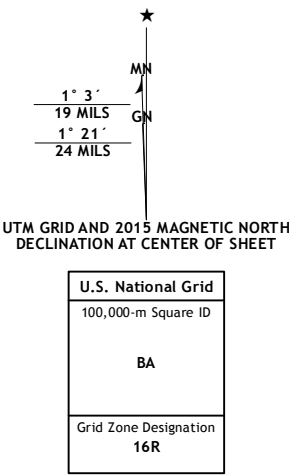 MN
1° 3´
19 MILS
GN
1° 21´
24 MILS
UTM GRID AND 2015 MAGNETIC NORTH
DECLINATION AT CENTER OF SHEET
U.S. National Grid
100,000-m Square ID
BA
Grid Zone Designation
16R